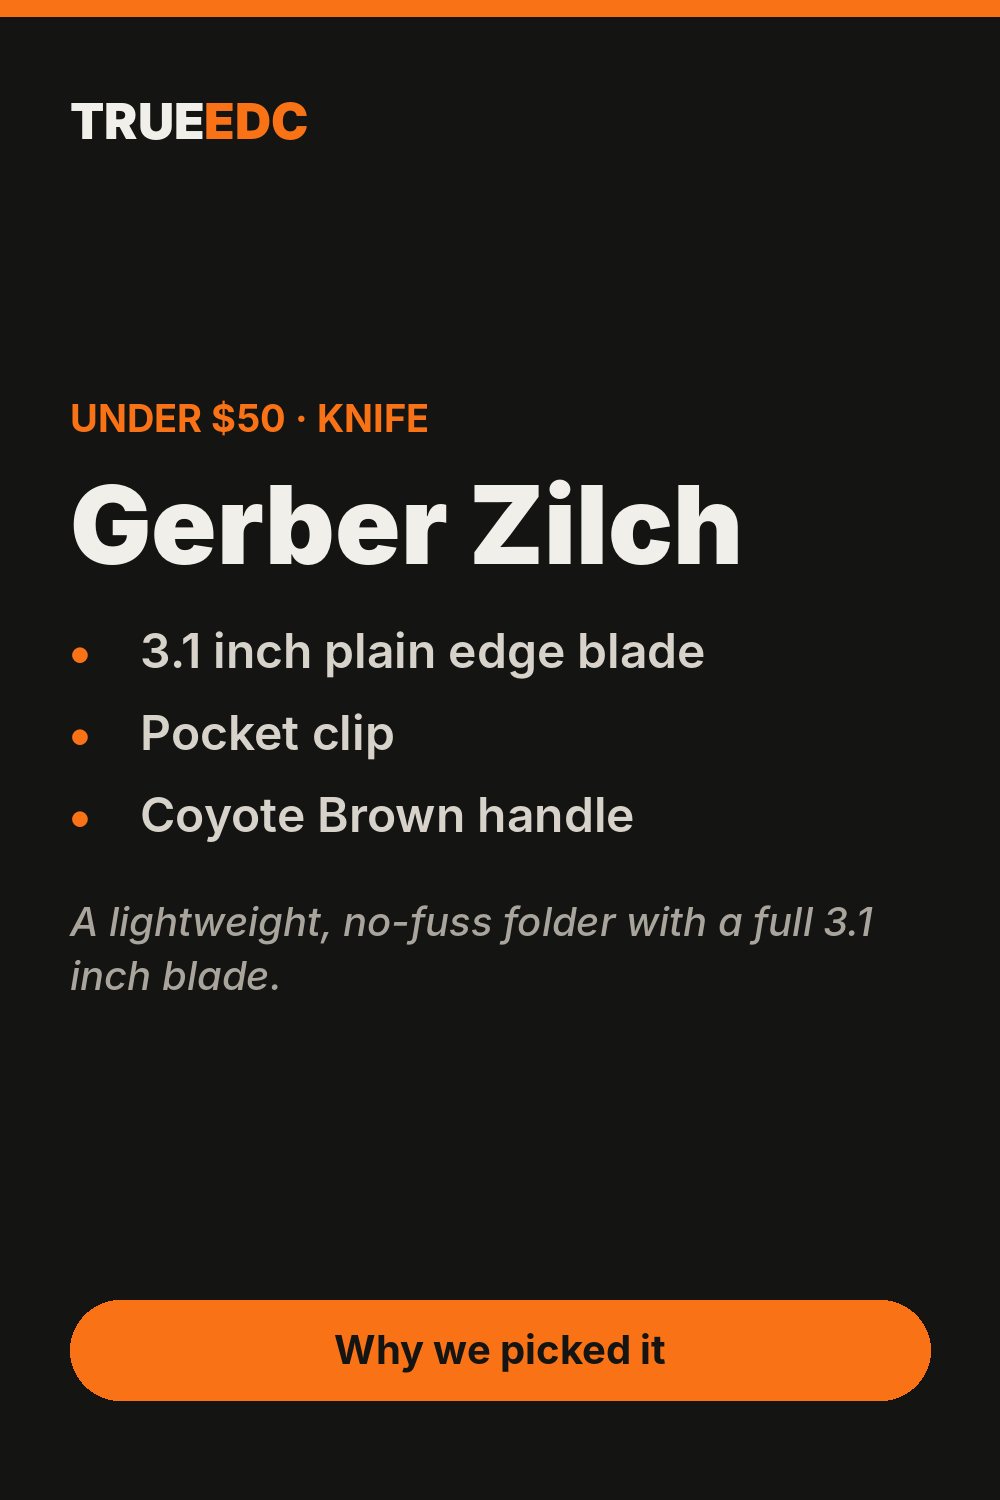 TRUEEDC
UNDER $50 · KNIFE
Gerber Zilch
• 3.1 inch plain edge blade
• Pocket clip
• Coyote Brown handle
A lightweight, no-fuss folder with a full 3.1
inch blade.
Why we picked it